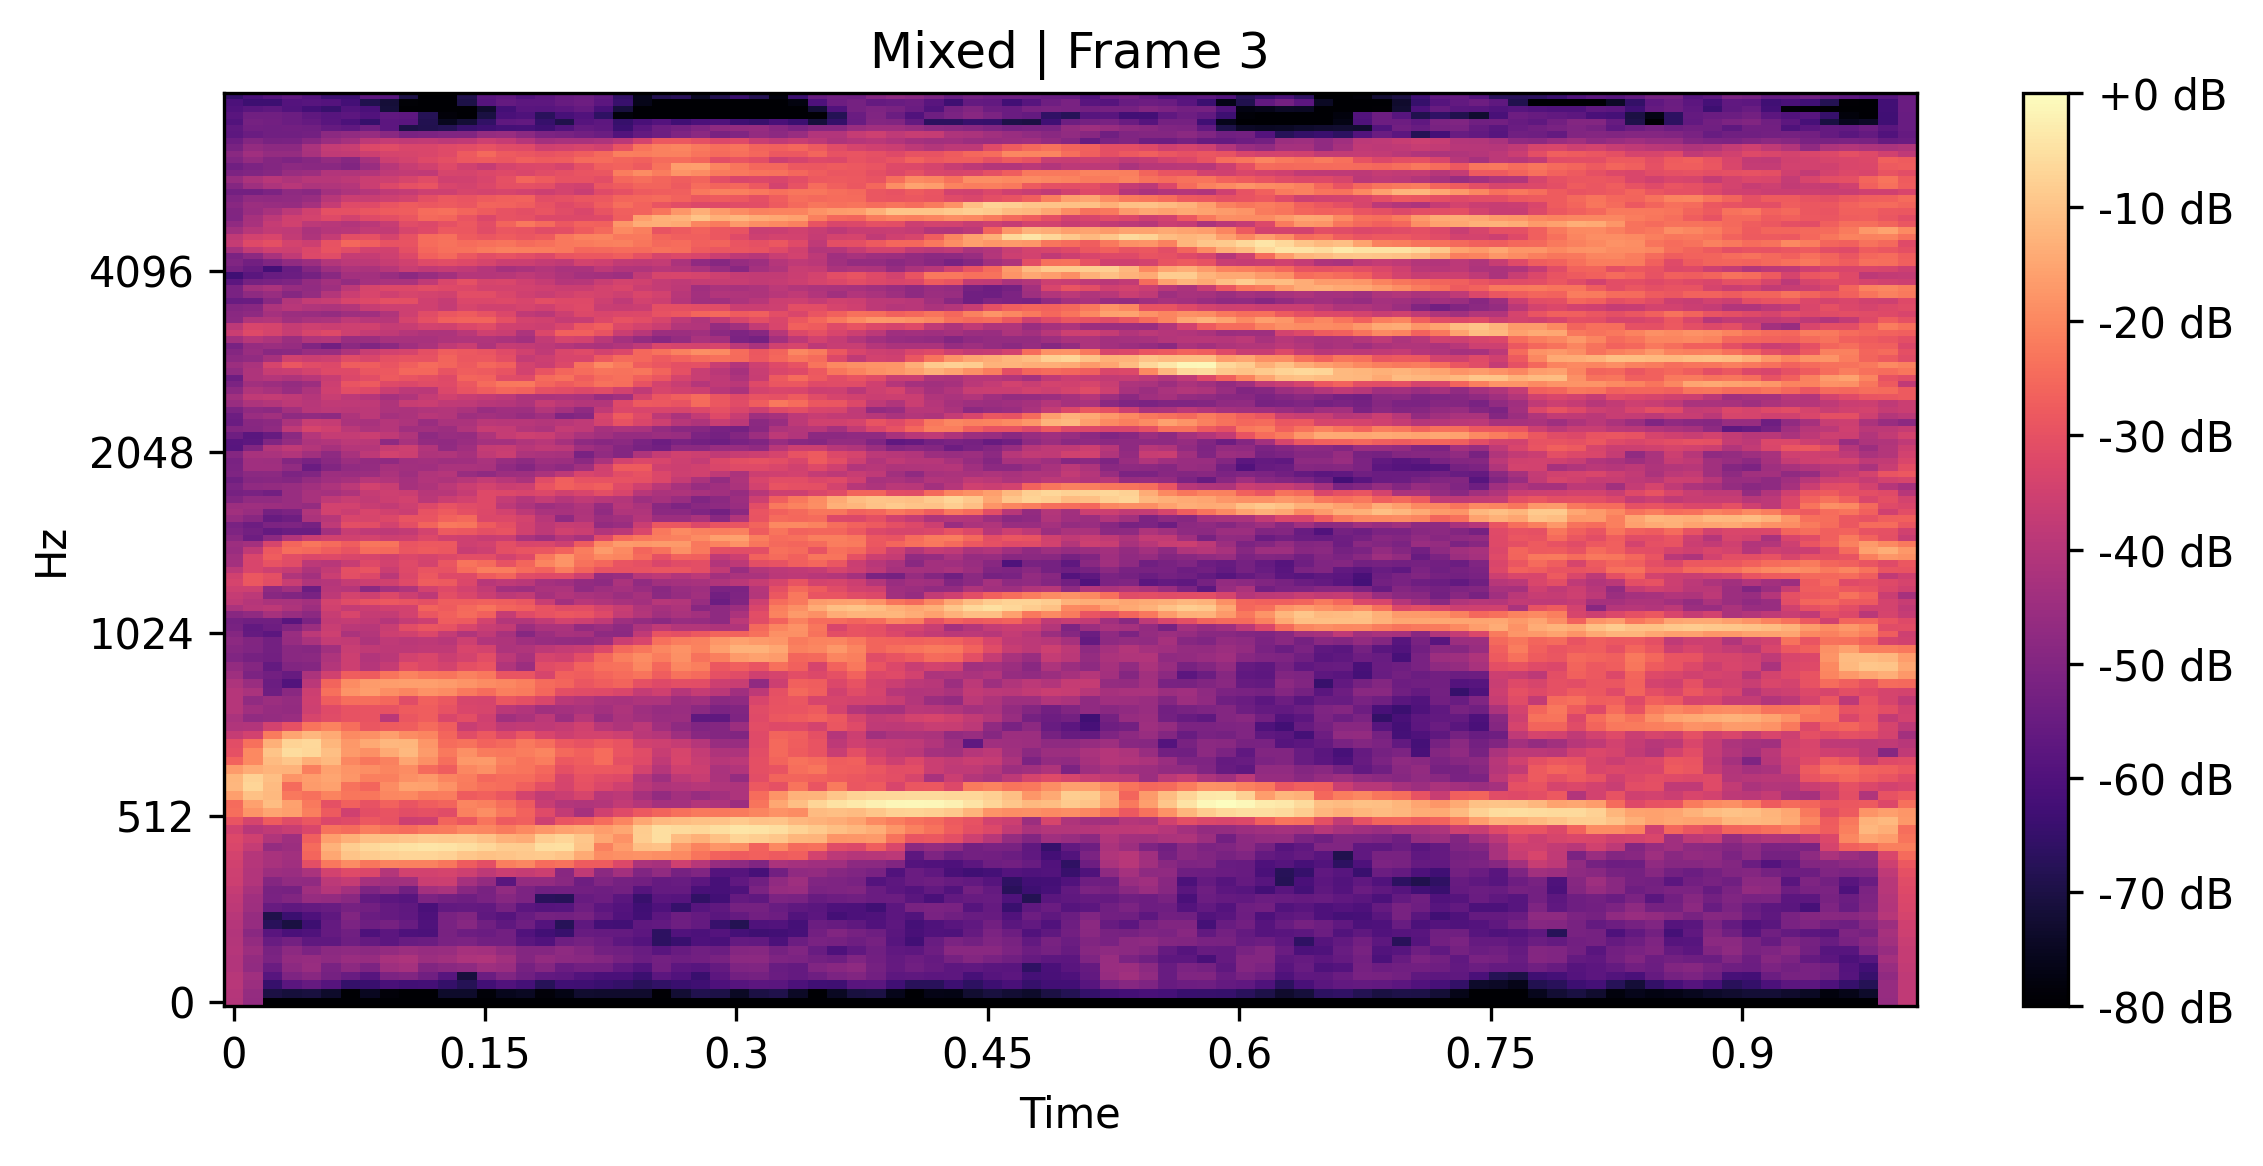 Mixed | Frame 3
Hz
4096
2048
1024
512
0
0 0.15 0.3 0.45 0.6 0.75 0.9
Time
+0 dB
-10 dB
-20 dB
-30 dB
-40 dB
-50 dB
-60 dB
-70 dB
-80 dB